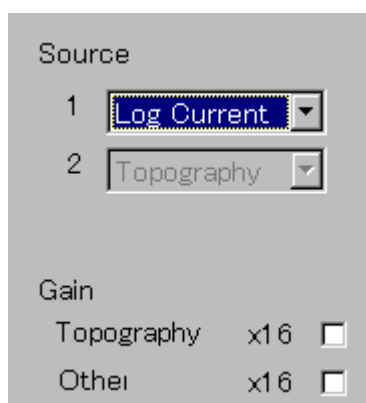 Source
1 Log Current
2 Topography
Gain
Topography x16
Other x16